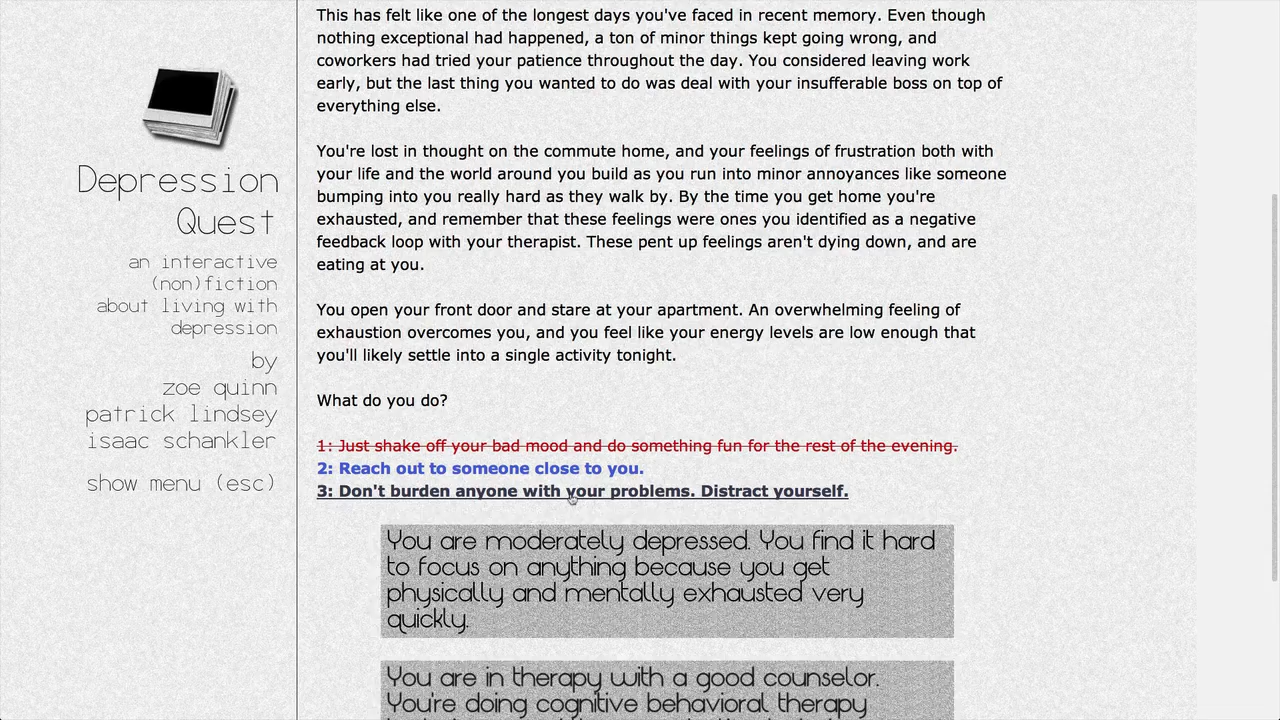 Depression
Quest
an interactive
(non)fiction
about living with
depression
by
zoe quinn
patrick lindsey
isaac schankler
show menu (esc)
This has felt like one of the longest days you've faced in recent memory. Even though
nothing exceptional had happened, a ton of minor things kept going wrong, and
coworkers had tried your patience throughout the day. You considered leaving work
early, but the last thing you wanted to do was deal with your insufferable boss on top of
everything else.
You're lost in thought on the commute home, and your feelings of frustration both with
your life and the world around you build as you run into minor annoyances like someone
bumping into you really hard as they walk by. By the time you get home you're
exhausted, and remember that these feelings were ones you identified as a negative
feedback loop with your therapist. These pent up feelings aren't dying down, and are
eating at you.
You open your front door and stare at your apartment. An overwhelming feeling of
exhaustion overcomes you, and you feel like your energy levels are low enough that
you'll likely settle into a single activity tonight.
What do you do?
1: Just shake off your bad mood and do something fun for the rest of the evening.
2: Reach out to someone close to you.
3: Don't burden anyone with your problems. Distract yourself.
You are moderately depressed. You find it hard
to focus on anything because you get
physically and mentally exhausted very
quickly.
You are in therapy with a good counselor.
You're doing cognitive behavioral therapy